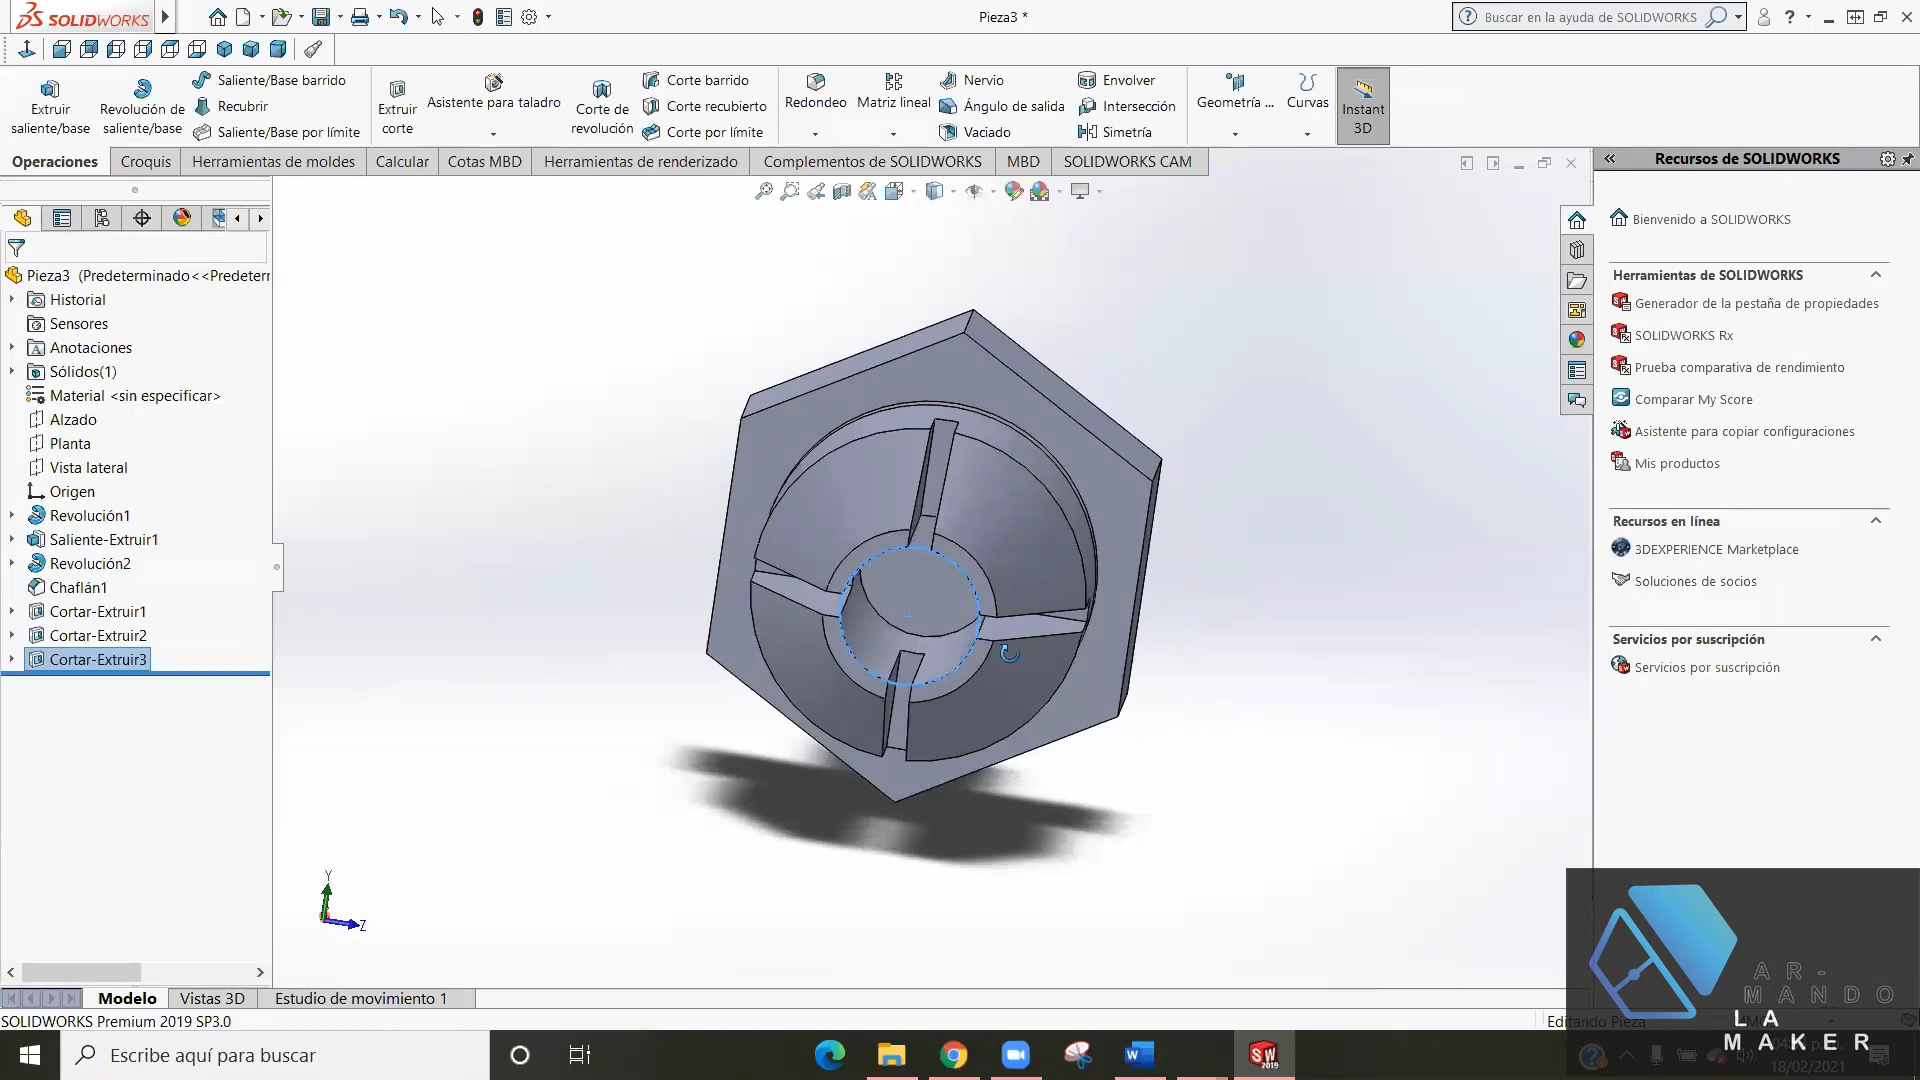 SOLIDWORKS
Pieza3 *
Buscar en la ayuda de SOLIDWORKS
?
Extruir saliente/base
Revolución de saliente/base
Saliente/Base barrido
Recubrir
Saliente/Base por límite
Extruir corte
Asistente para taladro
Corte de revolución
Corte barrido
Corte recubierto
Corte por límite
Redondeo
Matriz lineal
Nervio
Ángulo de salida
Vaciado
Envolver
Intersección
Simetría
Geometría ...
Curvas
Instant 3D
Operaciones
Croquis
Herramientas de moldes
Calcular
Cotas MBD
Herramientas de renderizado
Complementos de SOLIDWORKS
MBD
SOLIDWORKS CAM
Pieza3 (Predeterminado<<Predeterr
Historial
Sensores
Anotaciones
Sólidos(1)
Material <sin especificar>
Alzado
Planta
Vista lateral
Origen
Revolución1
Saliente-Extruir1
Revolución2
Chaflán1
Cortar-Extruir1
Cortar-Extruir2
Cortar-Extruir3
Y
Z
Recursos de SOLIDWORKS
Bienvenido a SOLIDWORKS
Herramientas de SOLIDWORKS
Generador de la pestaña de propiedades
SOLIDWORKS Rx
Prueba comparativa de rendimiento
Comparar My Score
Asistente para copiar configuraciones
Mis productos
Recursos en línea
3DEXPERIENCE Marketplace
Soluciones de socios
Servicios por suscripción
Servicios por suscripción
AR-
MANDO
LA
MAKER
Modelo
Vistas 3D
Estudio de movimiento 1
SOLIDWORKS Premium 2019 SP3.0
Editando Pieza
Escribe aquí para buscar
SW
2019
18/02/2021